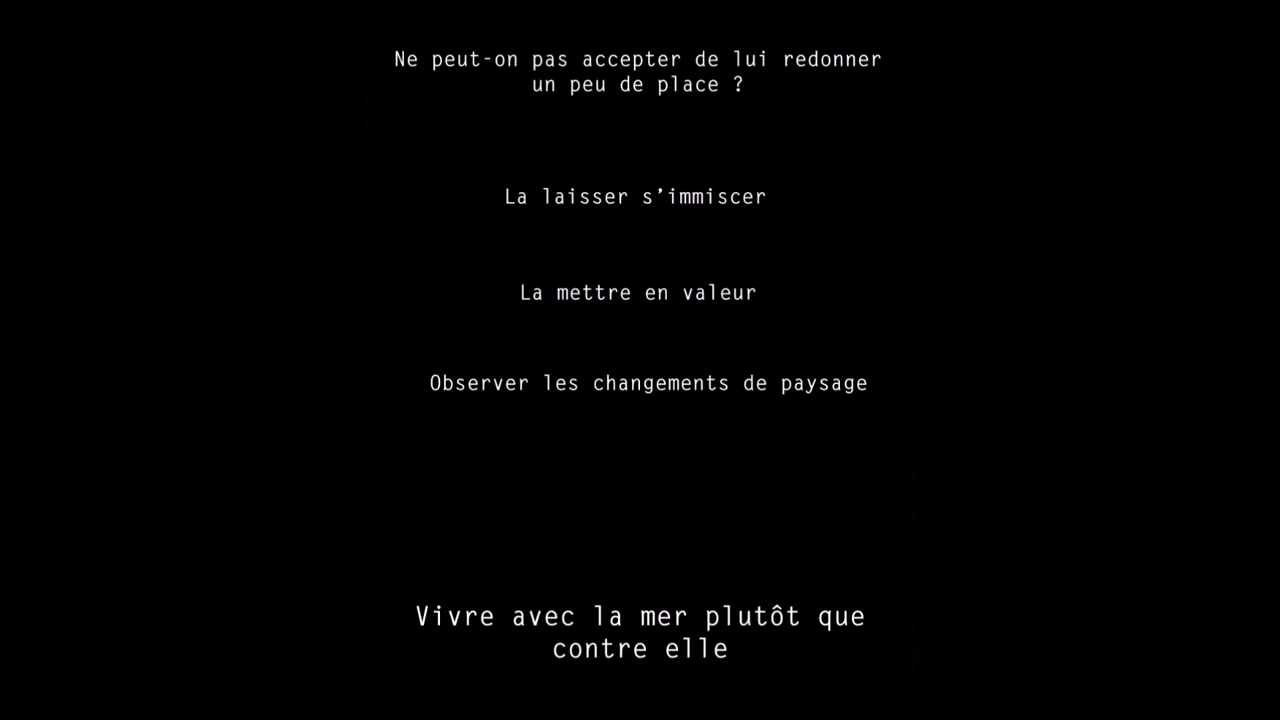 Ne peut-on pas accepter de lui redonner
un peu de place ?
La laisser s’immiscer
La mettre en valeur
Observer les changements de paysage
Vivre avec la mer plutôt que
contre elle